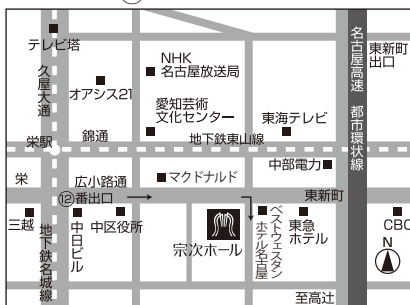 テレビ塔
久屋大通
NHK
名古屋放送局
オアシス21
愛知芸術
文化センター
東海テレビ
名古屋高速 都市環状線
東新町
出口
栄駅
錦通
地下鉄東山線
中部電力
栄
広小路通
マクドナルド
東新町
⑫番出口
三越
地下鉄名城線
中日ビル
中区役所
宗次ホール
ベストウェスタン
ホテル名古屋
東急
ホテル
CBC
N
至高辻